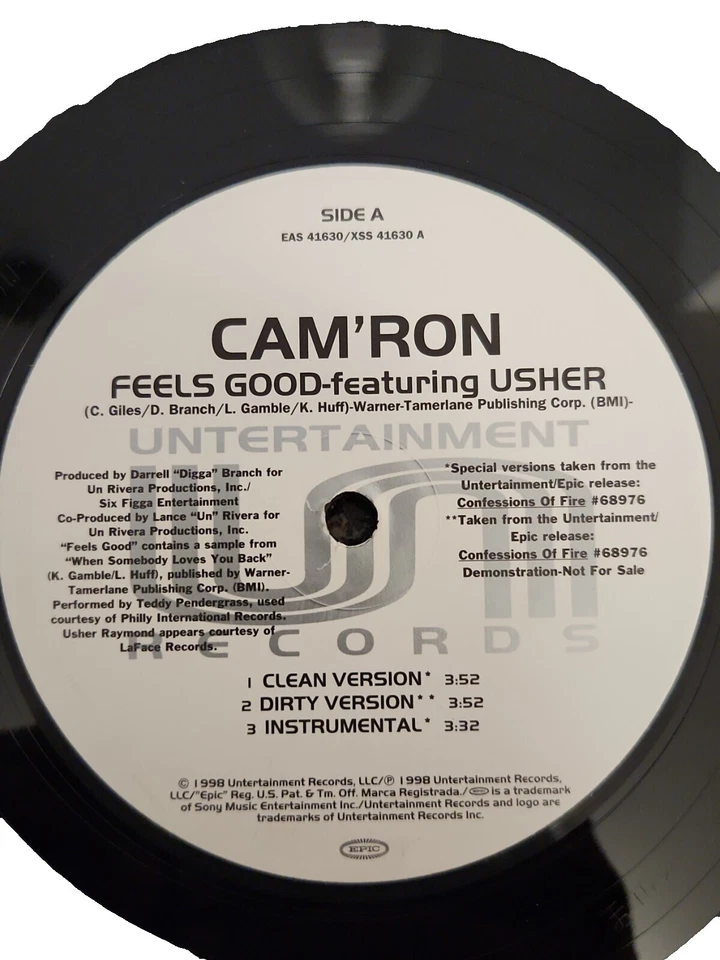 SIDE A
EAS 41630/XSS 41630 A
CAM'RON
FEELS GOOD-featuring USHER
(C. Giles/D. Branch/L. Gamble/K. Huff)-Warner-Tamerlane Publishing Corp. (BMI)-
UNTERTAINMENT
Produced by Darrell "Digga" Branch for
Un Rivera Productions, Inc./
Six Figga Entertainment
Co-Produced by Lance "Un" Rivera for
Un Rivera Productions, Inc.
"Feels Good" contains a sample from
"When Somebody Loves You Back"
(K. Gamble/L. Huff), published by Warner-
Tamerlane Publishing Corp. (BMI).
Performed by Teddy Pendergrass, used
courtesy of Philly International Records.
Usher Raymond appears courtesy of
LaFace Records.
*Special versions taken from the
Untertainment/Epic release:
Confessions Of Fire #68976
**Taken from the Untertainment/
Epic release:
Confessions Of Fire #68976
Demonstration-Not For Sale
RECORDS
1 CLEAN VERSION* 3:52
2 DIRTY VERSION** 3:52
3 INSTRUMENTAL* 3:32
© 1998 Untertainment Records, LLC/℗ 1998 Untertainment Records,
LLC/"Epic" Reg. U.S. Pat. & Tm. Off. Marca Registrada./EPIC is a trademark
of Sony Music Entertainment Inc./Untertainment Records and logo are
trademarks of Untertainment Records Inc.
EPIC